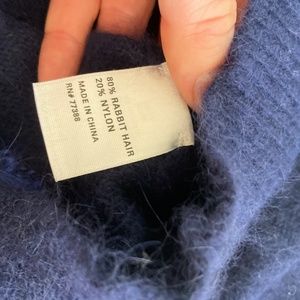 80% RABBIT HAIR
20% NYLON
MADE IN CHINA
RN# 77388